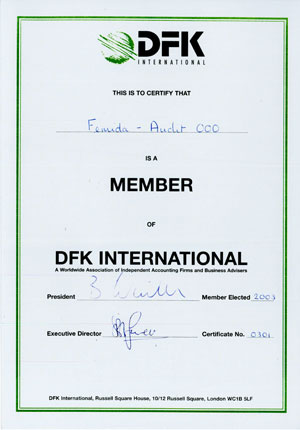 DFK
INTERNATIONAL
THIS IS TO CERTIFY THAT
Femida - Audit OOO
IS A
MEMBER
OF
DFK INTERNATIONAL
A Worldwide Association of Independent Accounting Firms and Business Advisers
President Member Elected 2003
Executive Director Certificate No. 0301
DFK International, Russell Square House, 10/12 Russell Square, London WC1B 5LF